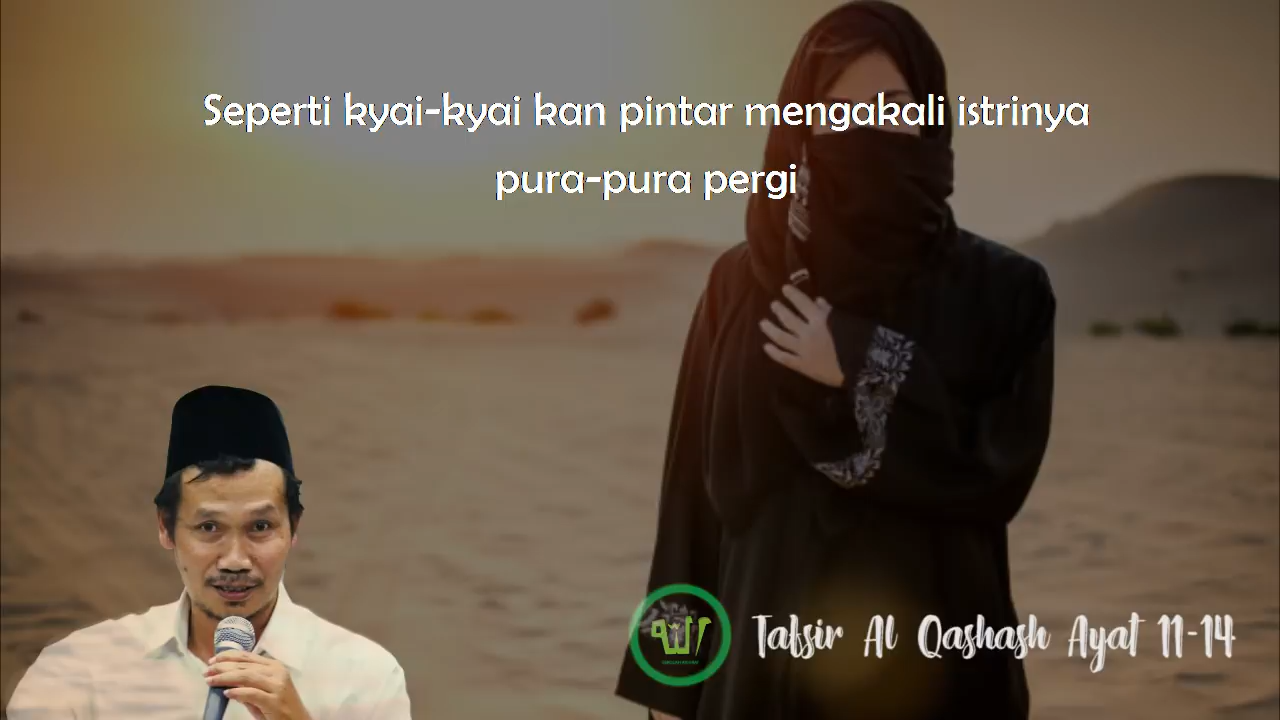 Seperti kyai-kyai kan pintar mengakali istrinya
pura-pura pergi
Tafsir Al Qashash Ayat 11-14